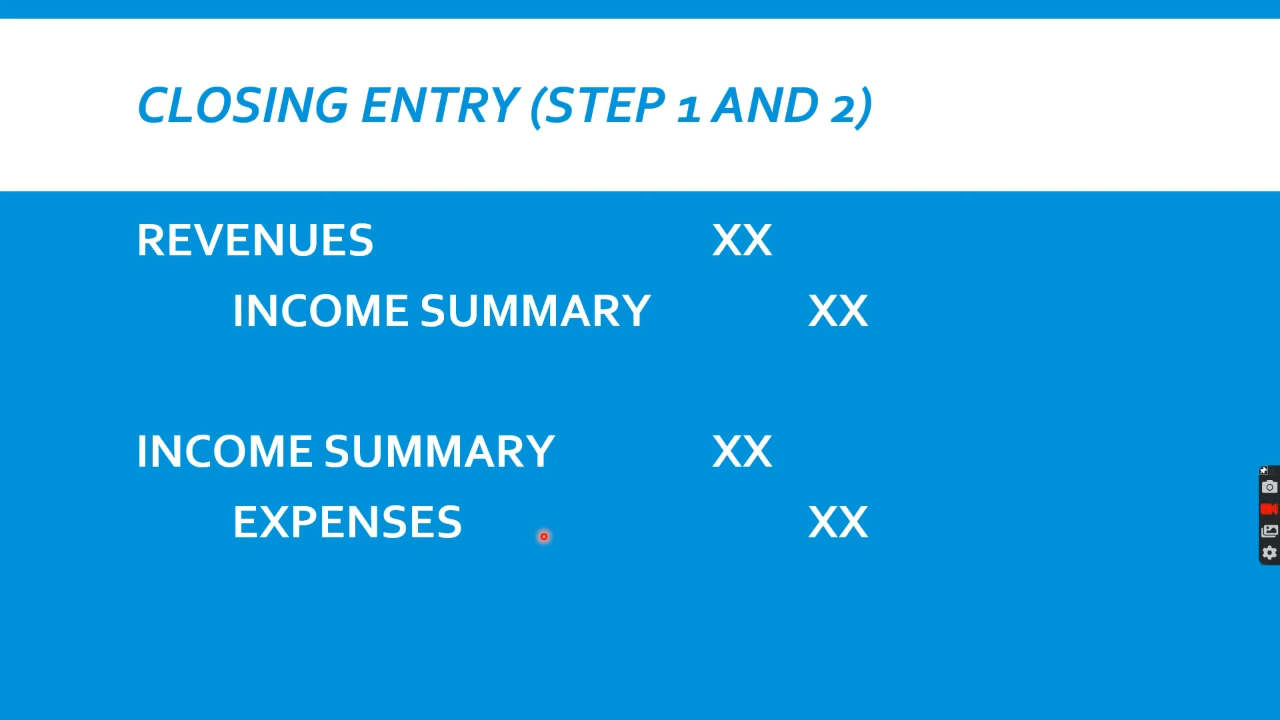 CLOSING ENTRY (STEP 1 AND 2)
REVENUES XX
INCOME SUMMARY XX
INCOME SUMMARY XX
EXPENSES XX